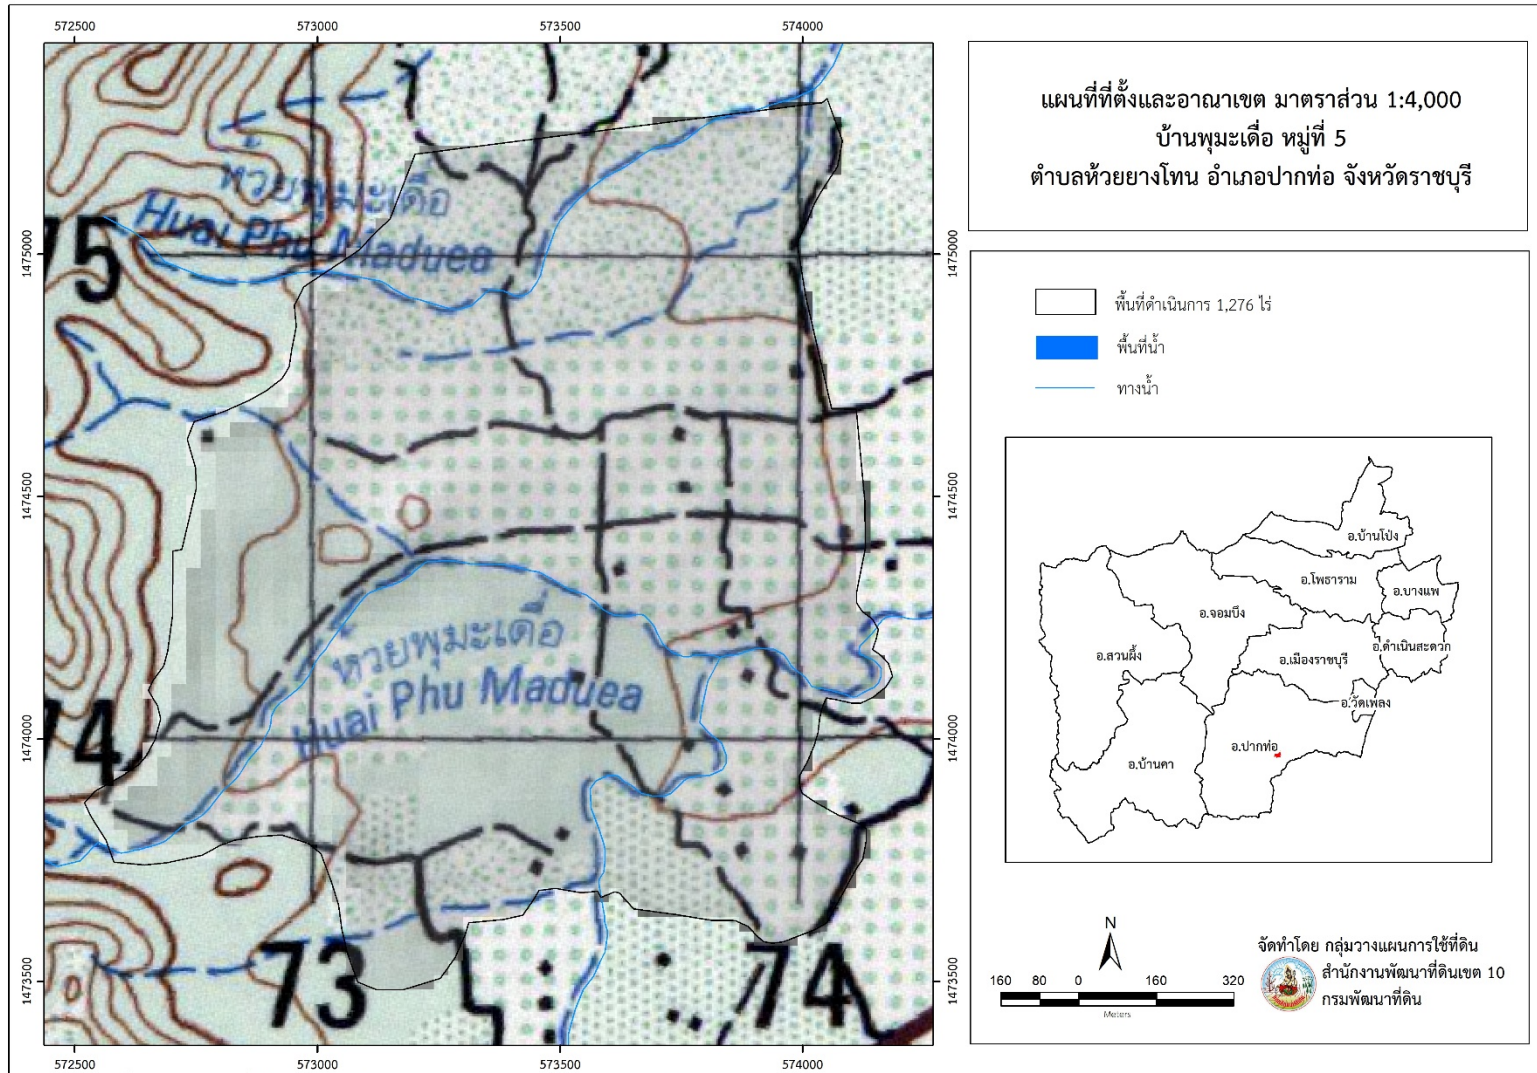 572500
573000
573500
574000
1475000
1474500
1474000
1473500
1475000
1474500
1474000
1473500
572500
573000
573500
574000
ห้วยพุมะเดื่อ
Huai Phu Maduea
75
ห้วยพุมะเดื่อ
Huai Phu Maduea
74
73
74
แผนที่ที่ตั้งและอาณาเขต มาตราส่วน 1:4,000
บ้านพุมะเดื่อ หมู่ที่ 5
ตำบลห้วยยางโทน อำเภอปากท่อ จังหวัดราชบุรี
พื้นที่ดำเนินการ 1,276 ไร่
พื้นที่น้ำ
ทางน้ำ
อ.บ้านโป่ง
อ.โพธาราม
อ.บางแพ
อ.จอมบึง
อ.ดำเนินสะดวก
อ.สวนผึ้ง
อ.เมืองราชบุรี
อ.วัดเพลง
อ.ปากท่อ
อ.บ้านคา
N
160 80 0 160 320
Meters
จัดทำโดย กลุ่มวางแผนการใช้ที่ดิน
สำนักงานพัฒนาที่ดินเขต 10
กรมพัฒนาที่ดิน